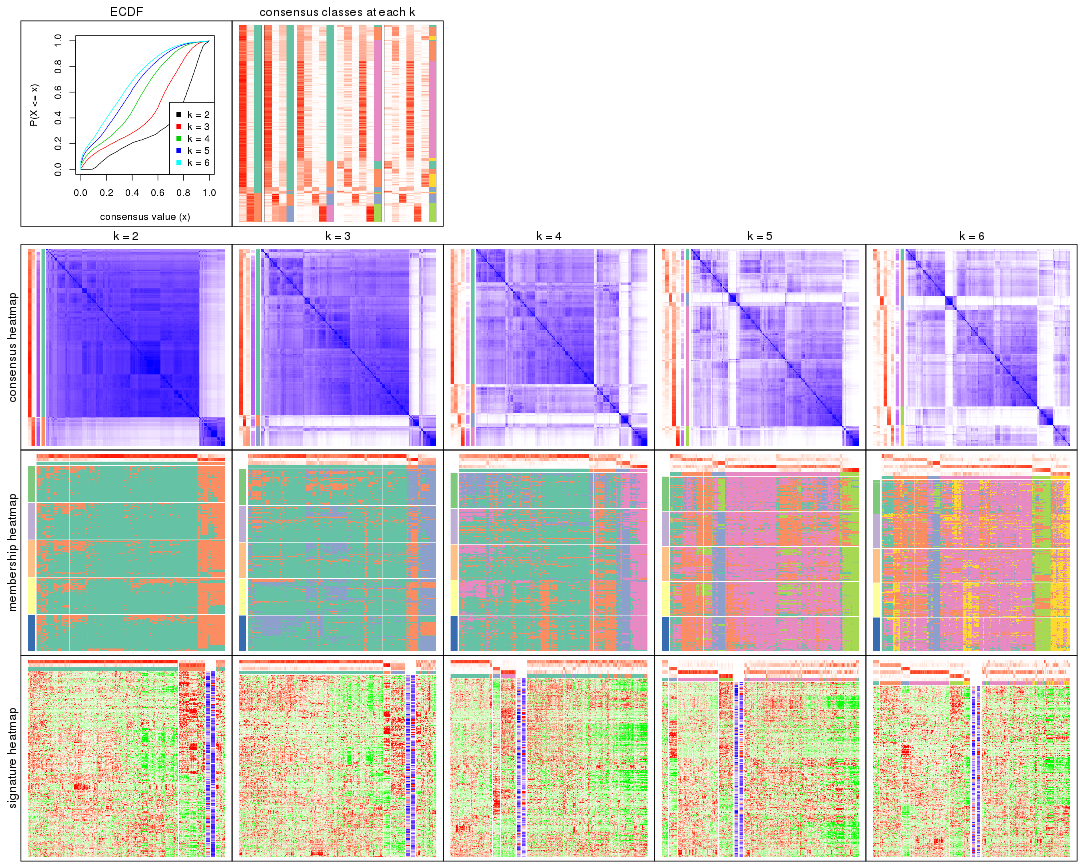 ECDF
consensus classes at each k
P(X <= x)
0.0 0.2 0.4 0.6 0.8 1.0
k = 2
k = 3
k = 4
k = 5
k = 6
0.0 0.2 0.4 0.6 0.8 1.0
consensus value (x)
k = 2
k = 3
k = 4
k = 5
k = 6
consensus heatmap
membership heatmap
signature heatmap